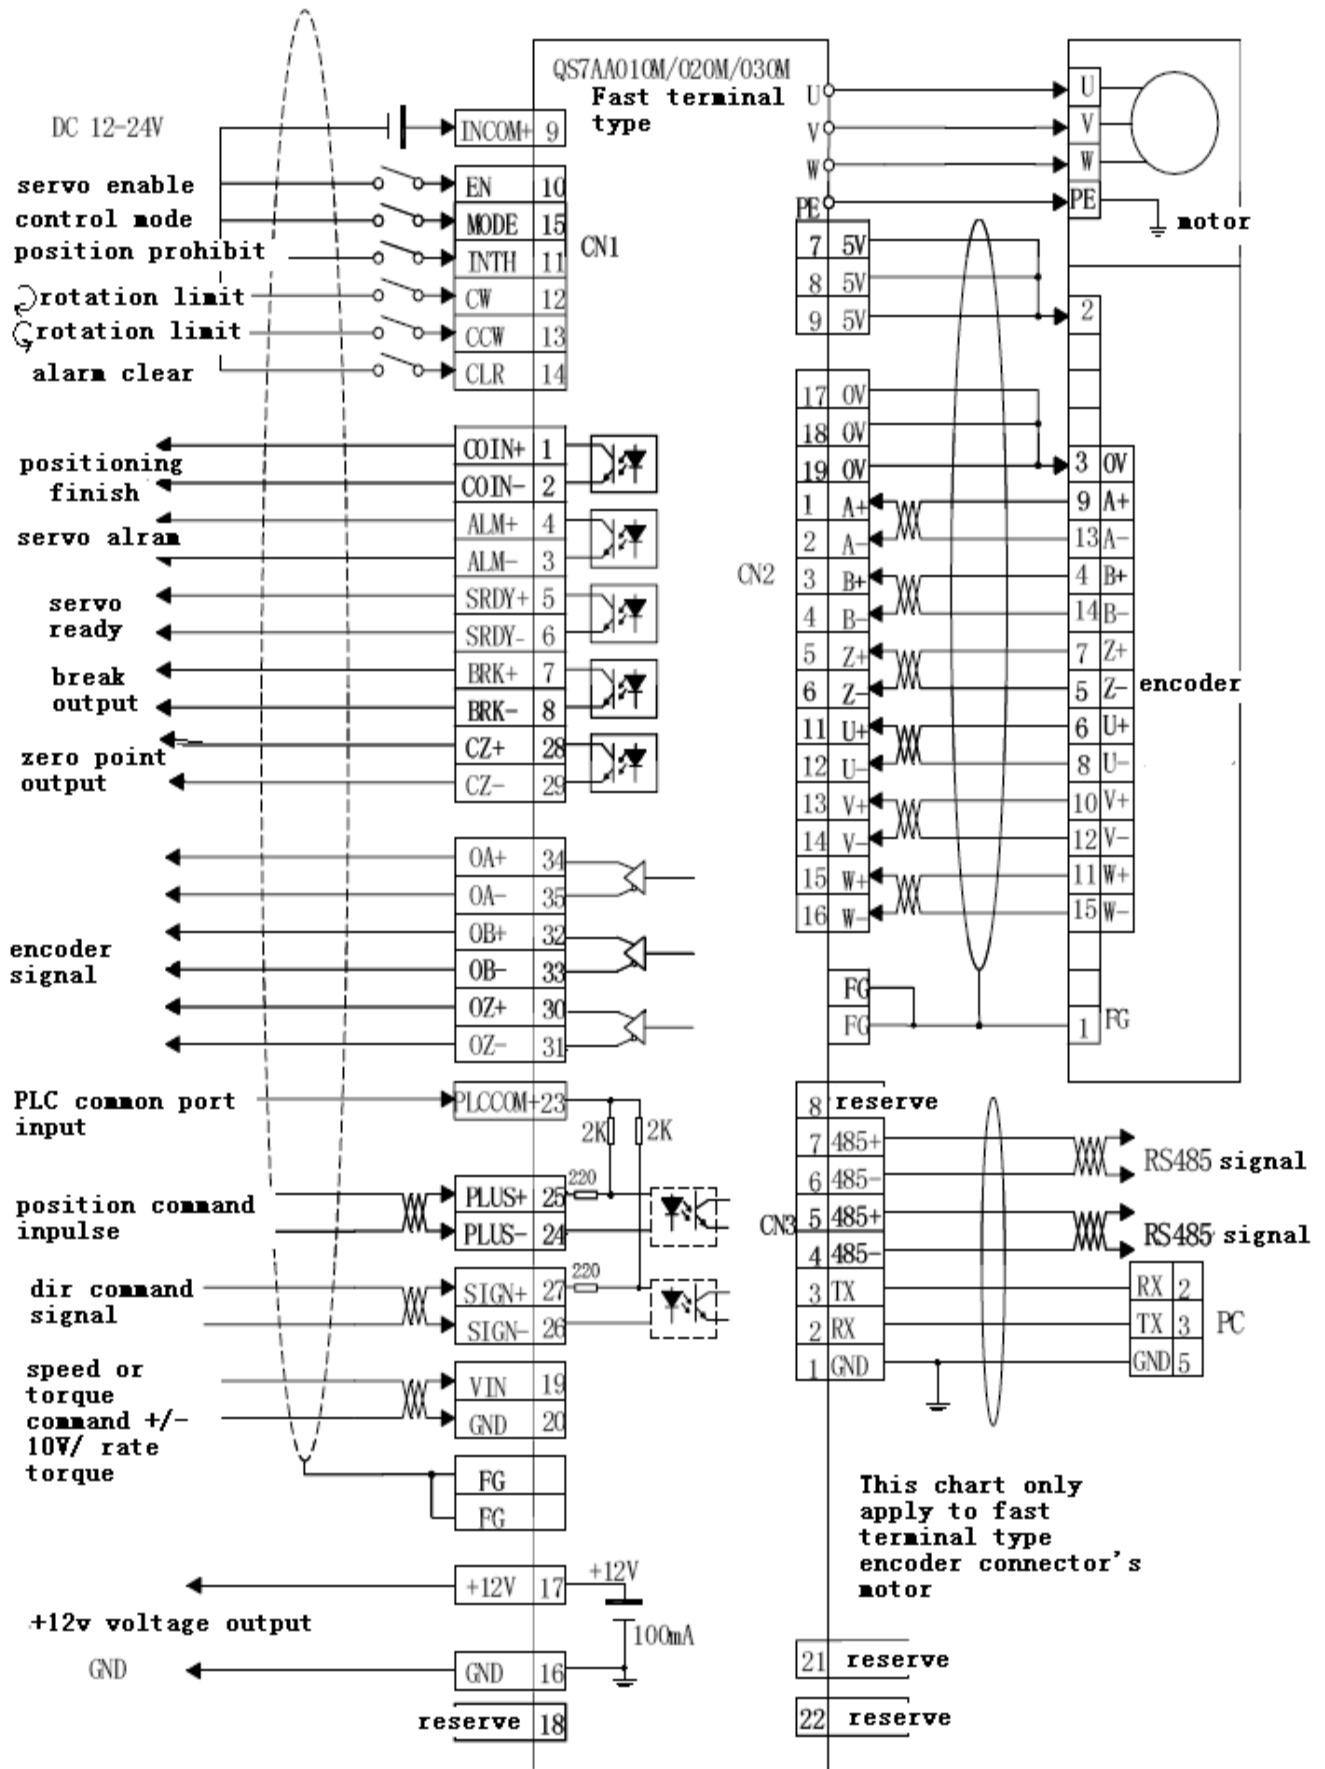 QS7AA010M/020M/030M
Fast terminal
type
DC 12-24V
INCOM+ 9
servo enable
EN 10
control mode
MODE 15
position prohibit
INTH 11
rotation limit
CW 12
rotation limit
CCW 13
alarm clear
CLR 14
CN1
positioning
finish
COIN+ 1
COIN- 2
servo alram
ALM+ 4
ALM- 3
servo
ready
SRDY+ 5
SRDY- 6
break
output
BRK+ 7
BRK- 8
zero point
output
CZ+ 28
CZ- 29
encoder
signal
OA+ 34
OA- 35
OB+ 32
OB- 33
OZ+ 30
OZ- 31
PLC common port
input
PLCCOM+ 23
2K 2K
position command
inpulse
PLUS+ 25 220
PLUS- 24
dir command
signal
SIGN+ 27 220
SIGN- 26
speed or
torque
command +/-
10V/ rate
torque
VIN 19
GND 20
FG
FG
+12V 17 +12V
+12v voltage output
100mA
GND
GND 16
reserve 18
U U
V V
W W
PE PE
motor
7 5V
8 5V
9 5V
2
17 0V
18 0V
19 0V
3 0V
CN2
1 A+ 9 A+
2 A- 13 A-
3 B+ 4 B+
4 B- 14 B-
5 Z+ 7 Z+
6 Z- 5 Z-
encoder
11 U+ 6 U+
12 U- 8 U-
13 V+ 10 V+
14 V- 12 V-
15 W+ 11 W+
16 W- 15 W-
FG
FG 1 FG
8 reserve
7 485+
6 485-
RS485 signal
CN3
5 485+
4 485-
RS485 signal
3 TX RX 2
2 RX TX 3
PC
1 GND GND 5
This chart only
apply to fast
terminal type
encoder connector's
motor
21 reserve
22 reserve